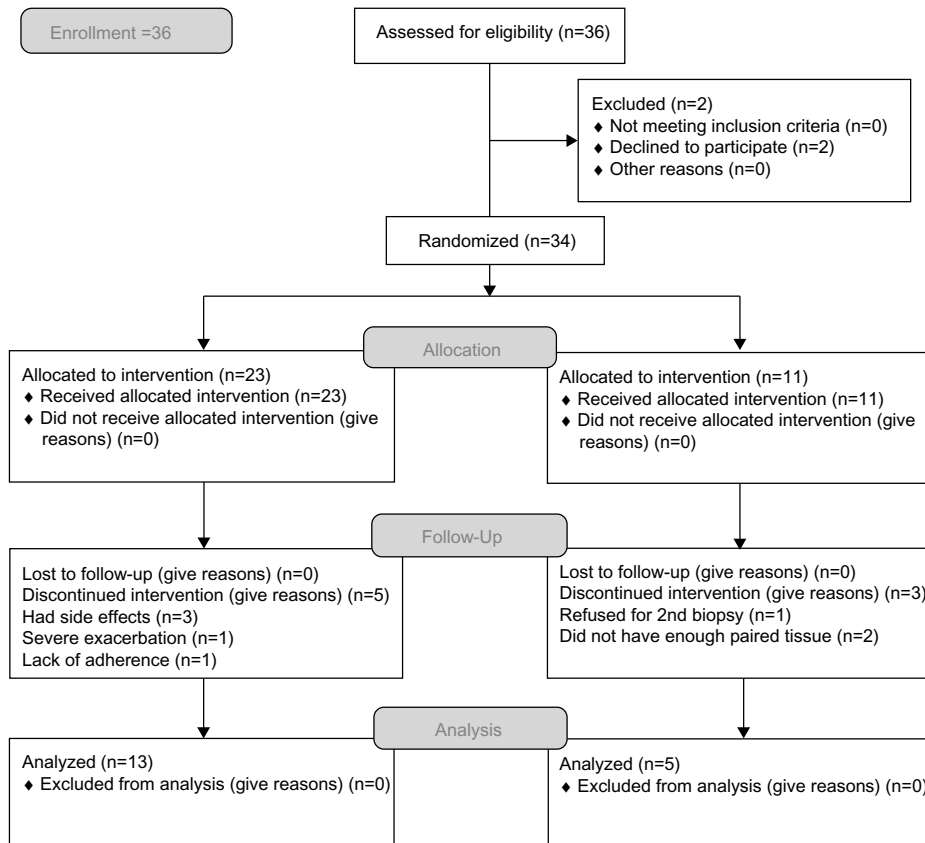 Enrollment =36
Assessed for eligibility (n=36)
Excluded (n=2)
♦ Not meeting inclusion criteria (n=0)
♦ Declined to participate (n=2)
♦ Other reasons (n=0)
Randomized (n=34)
Allocation
Allocated to intervention (n=23)
♦ Received allocated intervention (n=23)
♦ Did not receive allocated intervention (give
reasons) (n=0)
Allocated to intervention (n=11)
♦ Received allocated intervention (n=11)
♦ Did not receive allocated intervention (give
reasons) (n=0)
Follow-Up
Lost to follow-up (give reasons) (n=0)
Discontinued intervention (give reasons) (n=5)
Had side effects (n=3)
Severe exacerbation (n=1)
Lack of adherence (n=1)
Lost to follow-up (give reasons) (n=0)
Discontinued intervention (give reasons) (n=3)
Refused for 2nd biopsy (n=1)
Did not have enough paired tissue (n=2)
Analysis
Analyzed (n=13)
♦ Excluded from analysis (give reasons) (n=0)
Analyzed (n=5)
♦ Excluded from analysis (give reasons) (n=0)